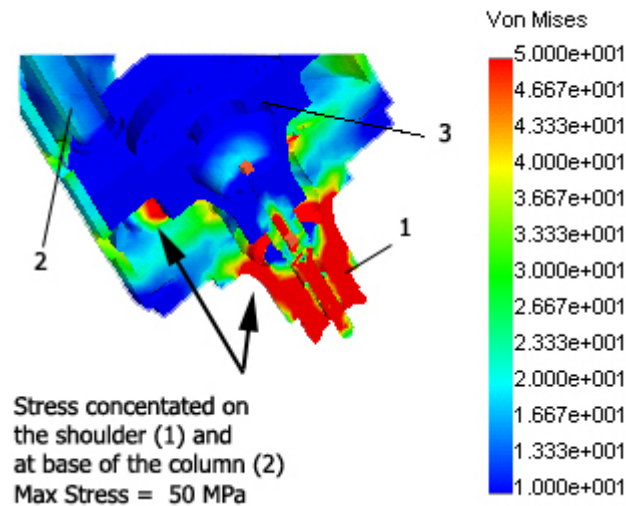 Von Mises
5.000e+001
4.667e+001
4.333e+001
4.000e+001
3.667e+001
3.333e+001
3.000e+001
2.667e+001
2.333e+001
2.000e+001
1.667e+001
1.333e+001
1.000e+001
3
2
1
Stress concentated on
the shoulder (1) and
at base of the column (2)
Max Stress = 50 MPa